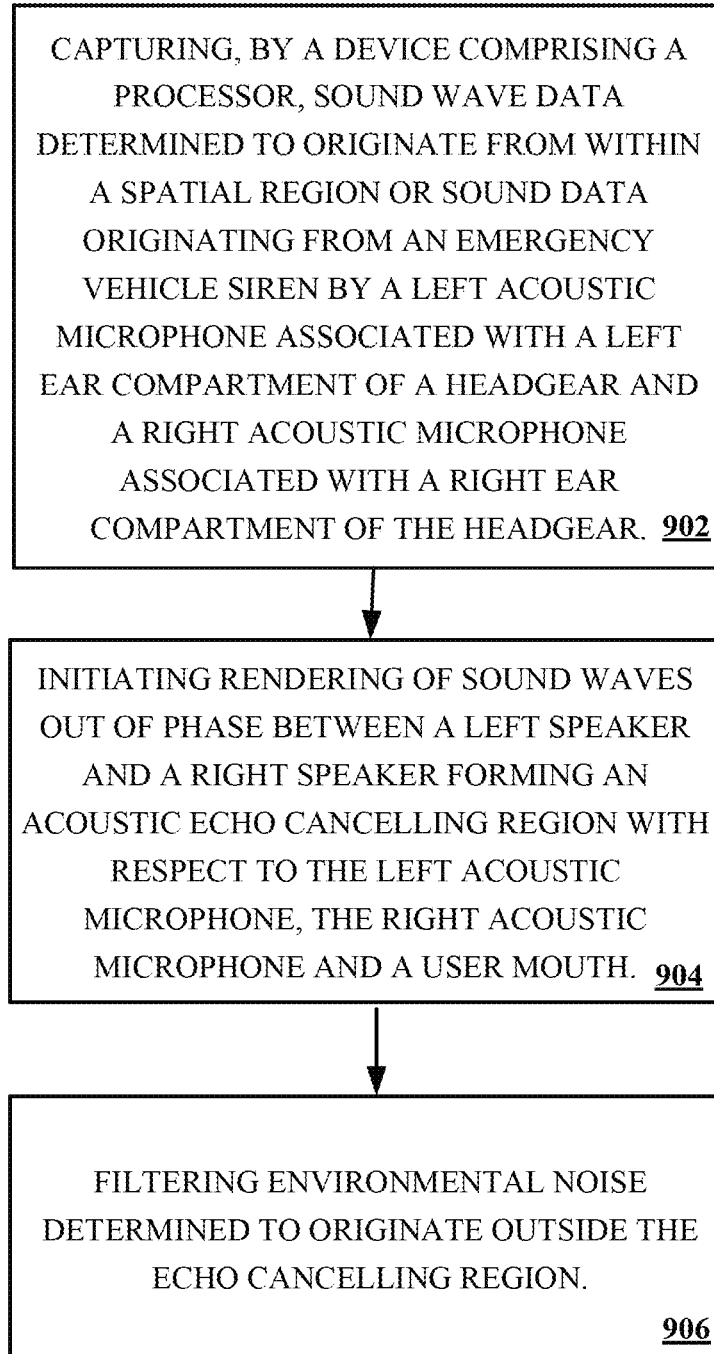 CAPTURING, BY A DEVICE COMPRISING A
PROCESSOR, SOUND WAVE DATA
DETERMINED TO ORIGINATE FROM WITHIN
A SPATIAL REGION OR SOUND DATA
ORIGINATING FROM AN EMERGENCY
VEHICLE SIREN BY A LEFT ACOUSTIC
MICROPHONE ASSOCIATED WITH A LEFT
EAR COMPARTMENT OF A HEADGEAR AND
A RIGHT ACOUSTIC MICROPHONE
ASSOCIATED WITH A RIGHT EAR
COMPARTMENT OF THE HEADGEAR. 902
INITIATING RENDERING OF SOUND WAVES
OUT OF PHASE BETWEEN A LEFT SPEAKER
AND A RIGHT SPEAKER FORMING AN
ACOUSTIC ECHO CANCELLING REGION WITH
RESPECT TO THE LEFT ACOUSTIC
MICROPHONE, THE RIGHT ACOUSTIC
MICROPHONE AND A USER MOUTH. 904
FILTERING ENVIRONMENTAL NOISE
DETERMINED TO ORIGINATE OUTSIDE THE
ECHO CANCELLING REGION.
906